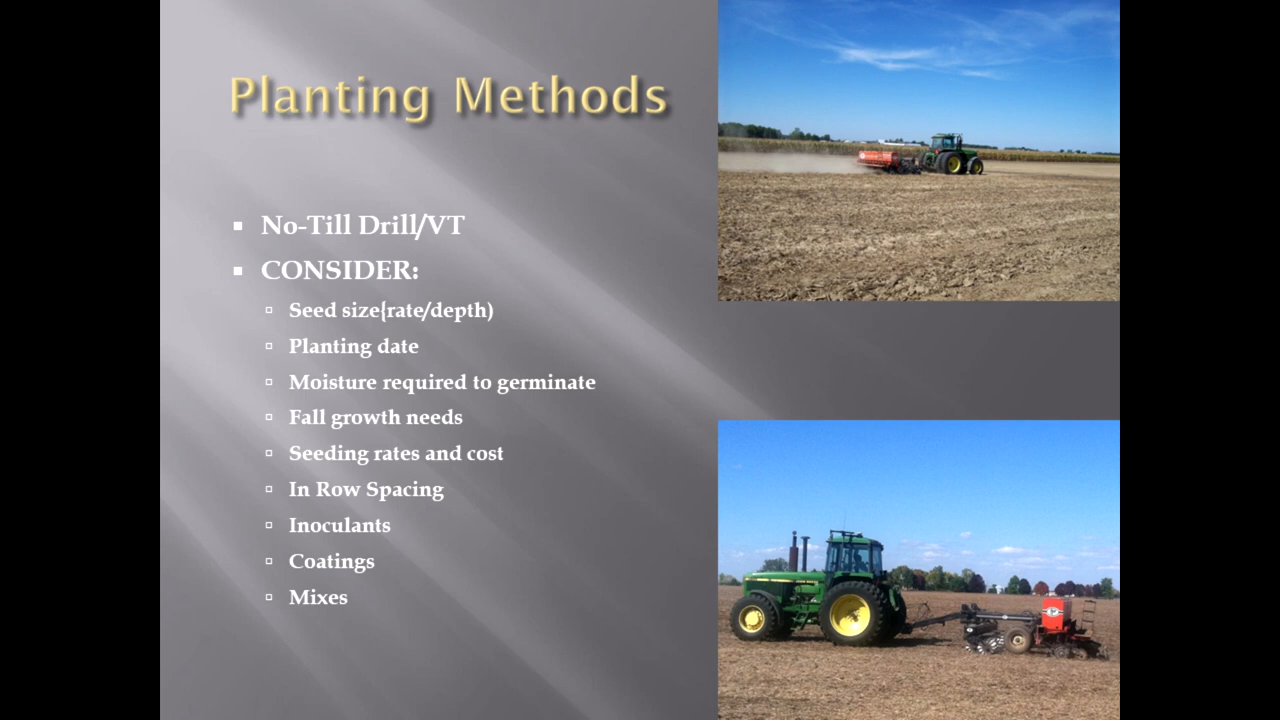 Planting Methods
No-Till Drill/VT
CONSIDER:
Seed size{rate/depth)
Planting date
Moisture required to germinate
Fall growth needs
Seeding rates and cost
In Row Spacing
Inoculants
Coatings
Mixes